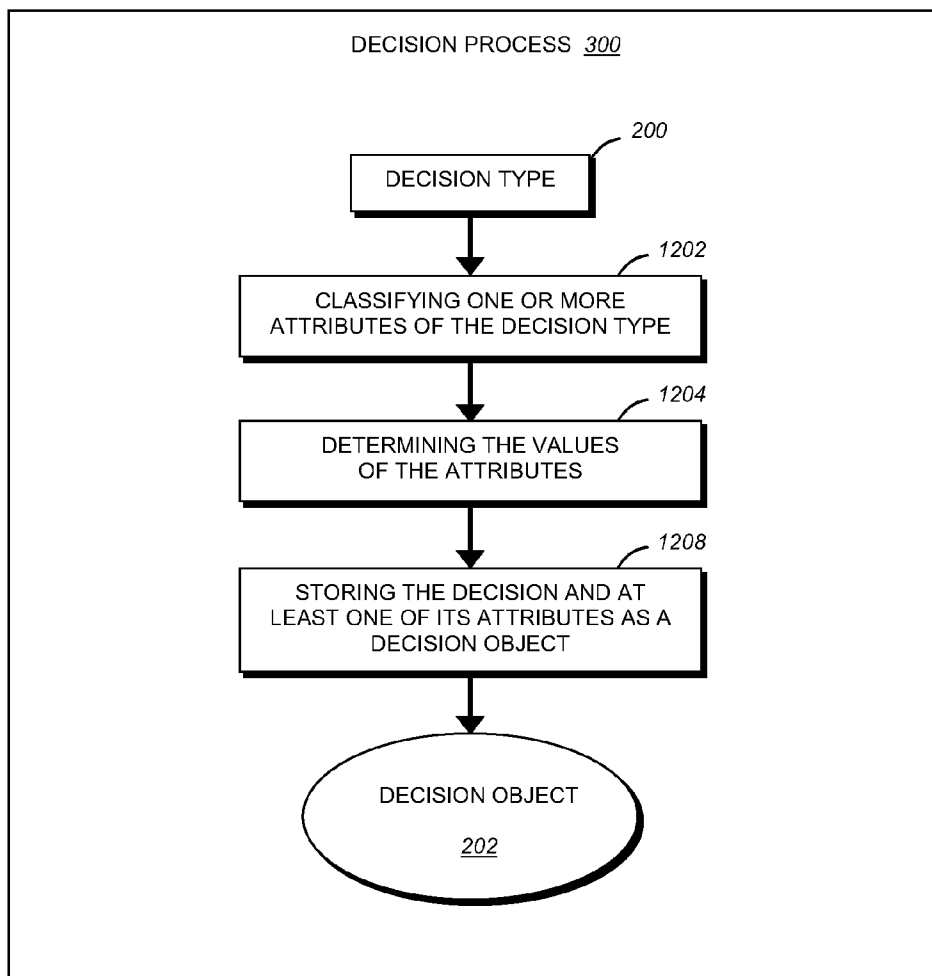 DECISION PROCESS 300
200
DECISION TYPE
1202
CLASSIFYING ONE OR MORE
ATTRIBUTES OF THE DECISION TYPE
1204
DETERMINING THE VALUES
OF THE ATTRIBUTES
1208
STORING THE DECISION AND AT
LEAST ONE OF ITS ATTRIBUTES AS A
DECISION OBJECT
DECISION OBJECT
202